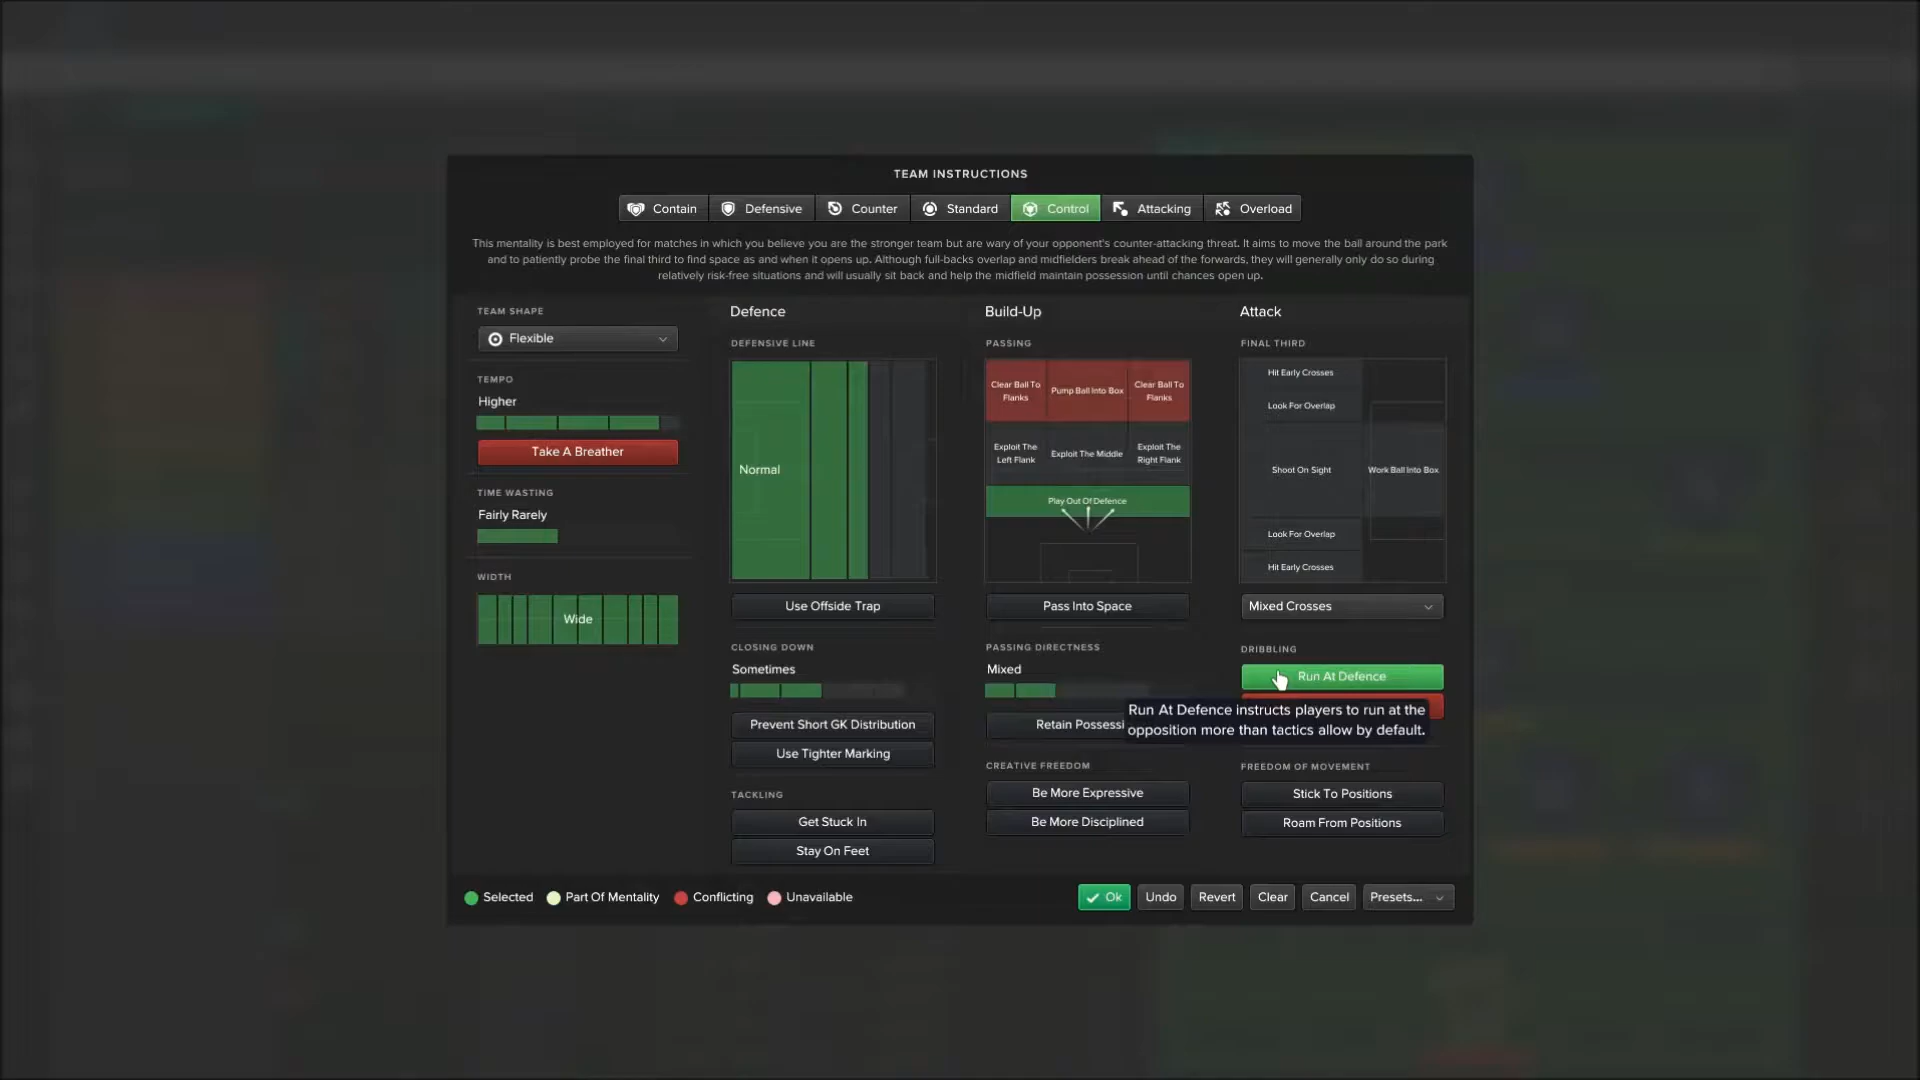 TEAM INSTRUCTIONS
Contain
Defensive
Counter
Standard
Control
Attacking
Overload
This mentality is best employed for matches in which you believe you are the stronger team but are wary of your opponent's counter-attacking threat. It aims to move the ball around the park
and to patiently probe the final third to find space as and when it opens up. Although full-backs overlap and midfielders break ahead of the forwards, they will generally only do so during
relatively risk-free situations and will usually sit back and help the midfield maintain possession until chances open up.
TEAM SHAPE
Flexible
TEMPO
Higher
Take A Breather
TIME WASTING
Fairly Rarely
WIDTH
Wide
Defence
DEFENSIVE LINE
Normal
Use Offside Trap
CLOSING DOWN
Sometimes
Prevent Short GK Distribution
Use Tighter Marking
TACKLING
Get Stuck In
Stay On Feet
Build-Up
PASSING
Clear Ball To
Flanks
Pump Ball Into Box
Clear Ball To
Flanks
Exploit The
Left Flank
Exploit The Middle
Exploit The
Right Flank
Play Out Of Defence
Pass Into Space
PASSING DIRECTNESS
Mixed
Retain Possessi
CREATIVE FREEDOM
Be More Expressive
Be More Disciplined
Attack
FINAL THIRD
Hit Early Crosses
Look For Overlap
Shoot On Sight
Work Ball Into Box
Look For Overlap
Hit Early Crosses
Mixed Crosses
DRIBBLING
Run At Defence
Run At Defence instructs players to run at the
opposition more than tactics allow by default.
FREEDOM OF MOVEMENT
Stick To Positions
Roam From Positions
Selected
Part Of Mentality
Conflicting
Unavailable
Ok
Undo
Revert
Clear
Cancel
Presets...